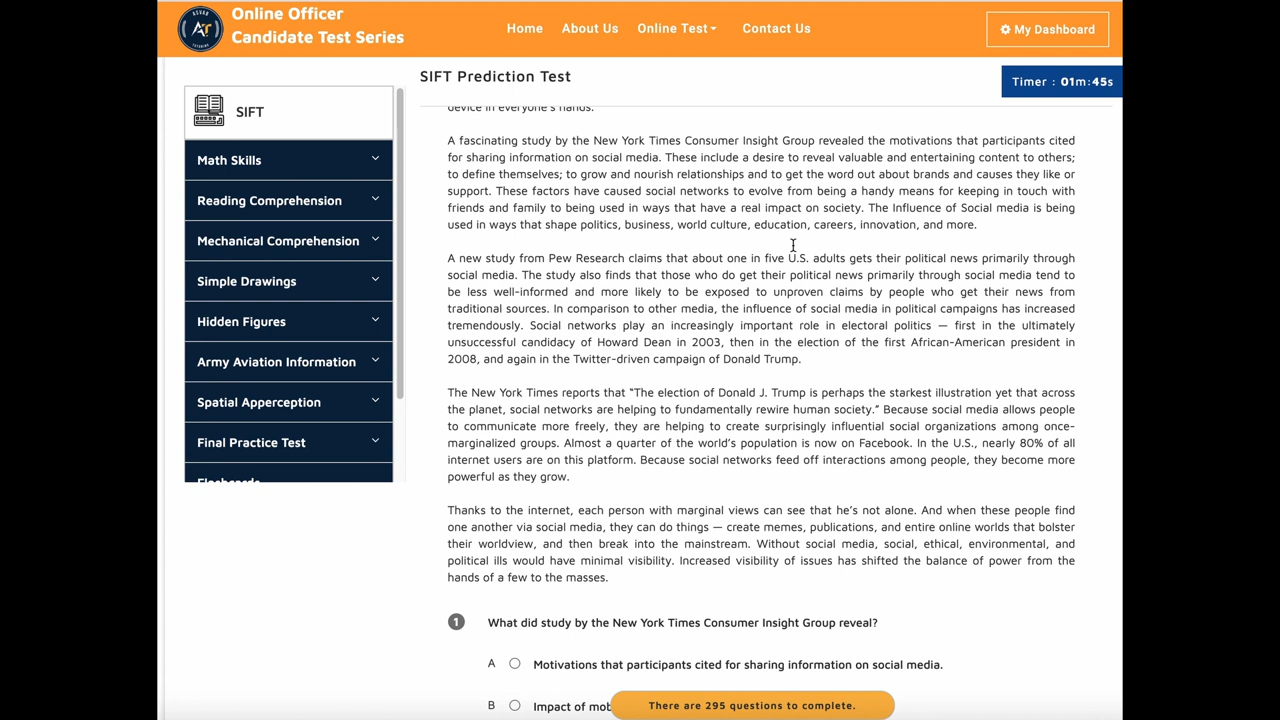 Online Officer
Candidate Test Series
Home
About Us
Online Test
Contact Us
My Dashboard
SIFT Prediction Test
Timer : 01m:45s
SIFT
Math Skills
Reading Comprehension
Mechanical Comprehension
Simple Drawings
Hidden Figures
Army Aviation Information
Spatial Apperception
Final Practice Test
Flashcards
device in everyone's hands.
A fascinating study by the New York Times Consumer Insight Group revealed the motivations that participants cited
for sharing information on social media. These include a desire to reveal valuable and entertaining content to others;
to define themselves; to grow and nourish relationships and to get the word out about brands and causes they like or
support. These factors have caused social networks to evolve from being a handy means for keeping in touch with
friends and family to being used in ways that have a real impact on society. The Influence of Social media is being
used in ways that shape politics, business, world culture, education, careers, innovation, and more.
A new study from Pew Research claims that about one in five U.S. adults gets their political news primarily through
social media. The study also finds that those who do get their political news primarily through social media tend to
be less well-informed and more likely to be exposed to unproven claims by people who get their news from
traditional sources. In comparison to other media, the influence of social media in political campaigns has increased
tremendously. Social networks play an increasingly important role in electoral politics — first in the ultimately
unsuccessful candidacy of Howard Dean in 2003, then in the election of the first African-American president in
2008, and again in the Twitter-driven campaign of Donald Trump.
The New York Times reports that “The election of Donald J. Trump is perhaps the starkest illustration yet that across
the planet, social networks are helping to fundamentally rewire human society.” Because social media allows people
to communicate more freely, they are helping to create surprisingly influential social organizations among once-
marginalized groups. Almost a quarter of the world's population is now on Facebook. In the U.S., nearly 80% of all
internet users are on this platform. Because social networks feed off interactions among people, they become more
powerful as they grow.
Thanks to the internet, each person with marginal views can see that he's not alone. And when these people find
one another via social media, they can do things — create memes, publications, and entire online worlds that bolster
their worldview, and then break into the mainstream. Without social media, social, ethical, environmental, and
political ills would have minimal visibility. Increased visibility of issues has shifted the balance of power from the
hands of a few to the masses.
1 What did study by the New York Times Consumer Insight Group reveal?
A Motivations that participants cited for sharing information on social media.
B Impact of mob
There are 295 questions to complete.